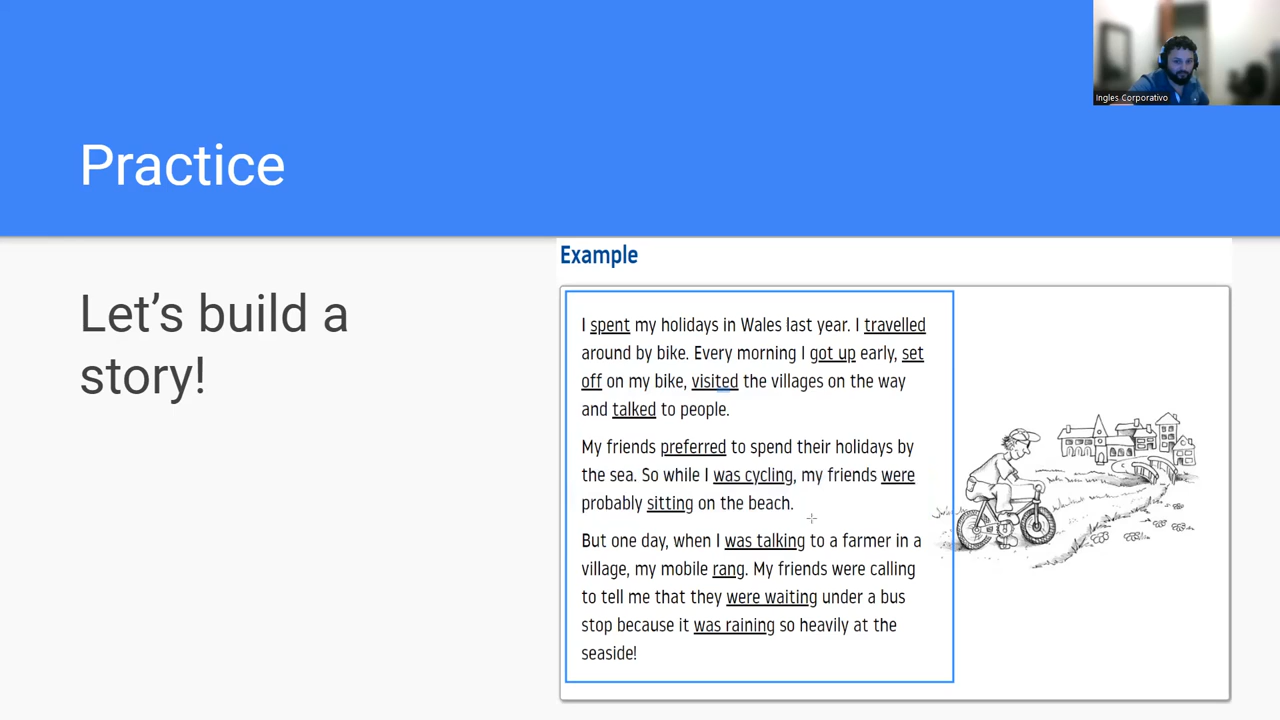 Ingles Corporativo
Practice
Let's build a
story!
Example
I spent my holidays in Wales last year. I travelled
around by bike. Every morning I got up early, set
off on my bike, visited the villages on the way
and talked to people.
My friends preferred to spend their holidays by
the sea. So while I was cycling, my friends were
probably sitting on the beach.
But one day, when I was talking to a farmer in a
village, my mobile rang. My friends were calling
to tell me that they were waiting under a bus
stop because it was raining so heavily at the
seaside!